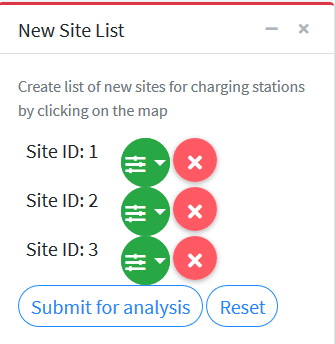 New Site List
Create list of new sites for charging stations
by clicking on the map
Site ID: 1
Site ID: 2
Site ID: 3
Submit for analysis Reset